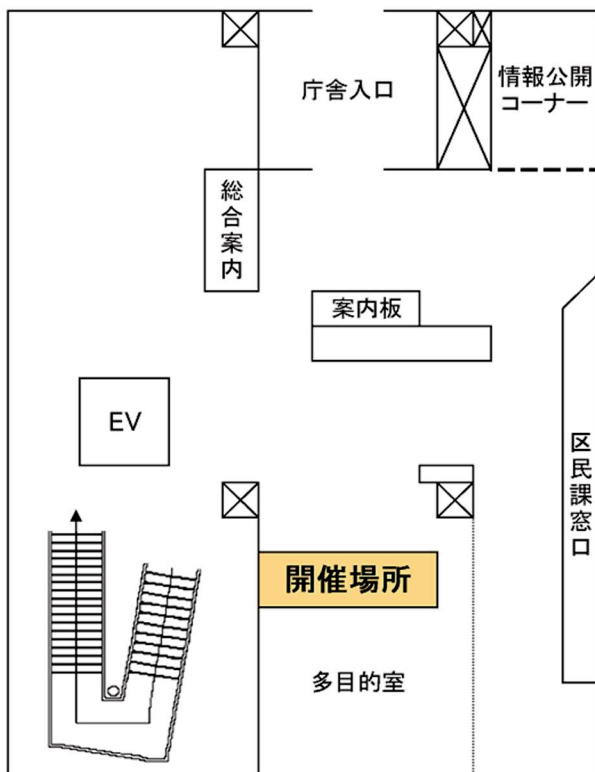 庁舎入口
情報公開
コーナー
総合案内
案内板
EV
区民課窓口
開催場所
多目的室